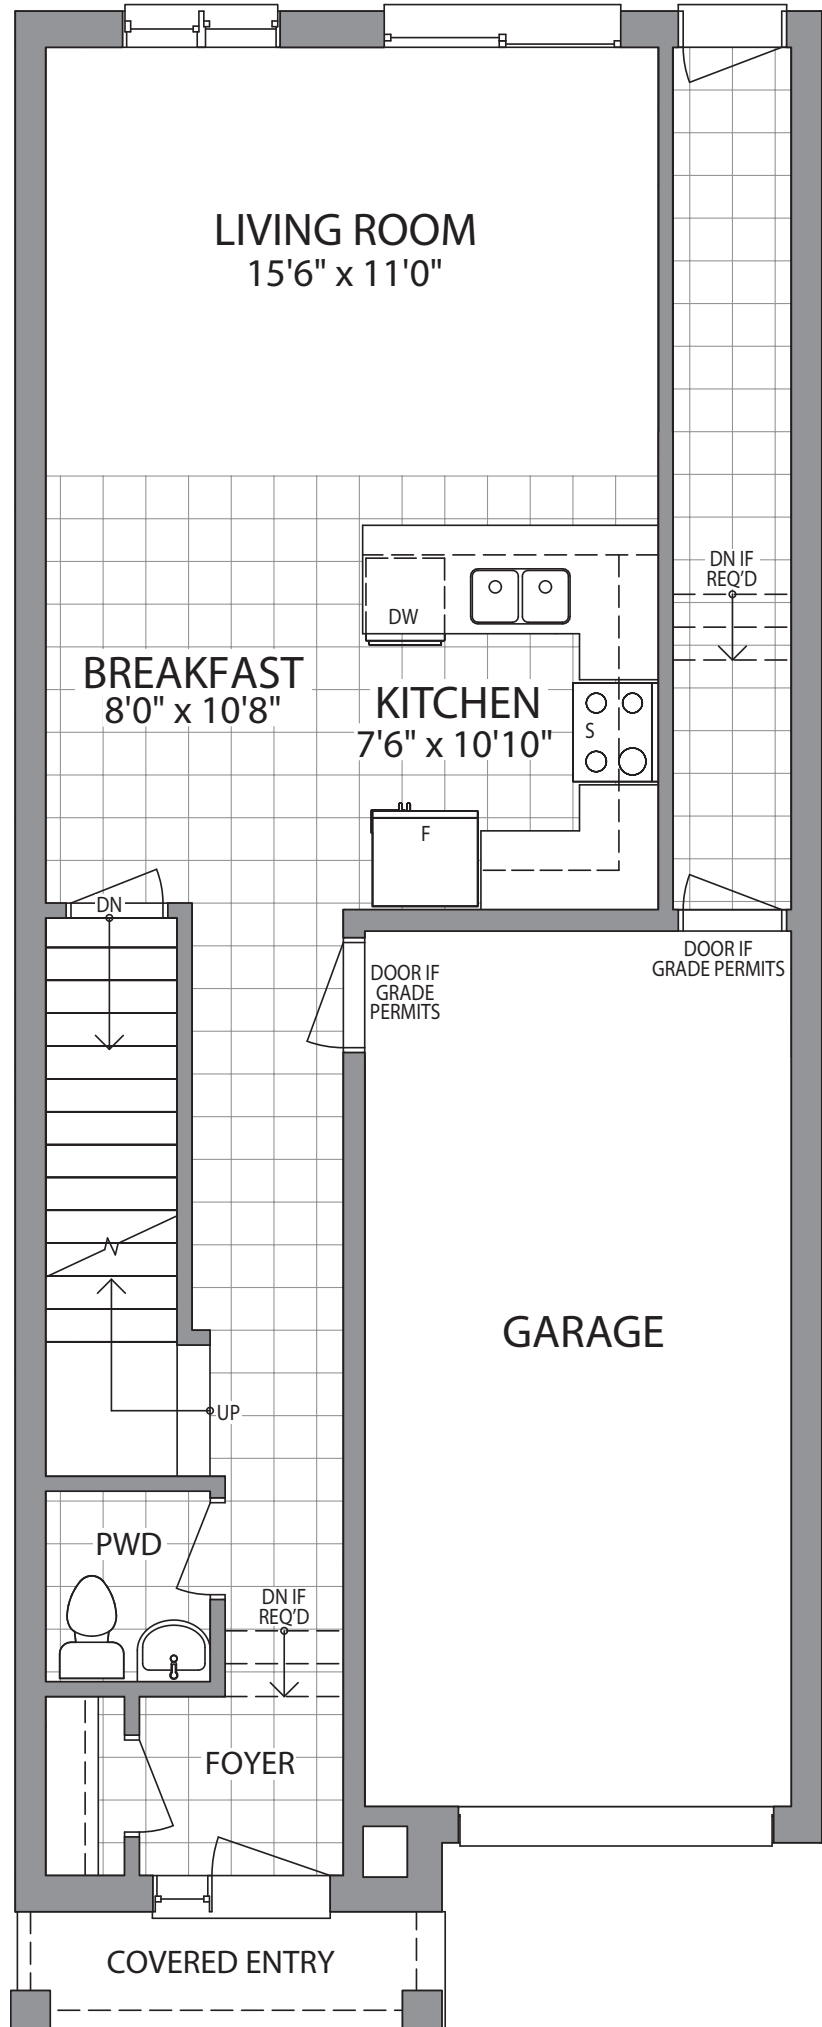 LIVING ROOM
15'6" x 11'0"
DN IF
REQ'D
DW
BREAKFAST
8'0" x 10'8"
KITCHEN
7'6" x 10'10"
S
F
DN
DOOR IF
GRADE PERMITS
DOOR IF
GRADE
PERMITS
GARAGE
UP
PWD
DN IF
REQ'D
FOYER
COVERED ENTRY